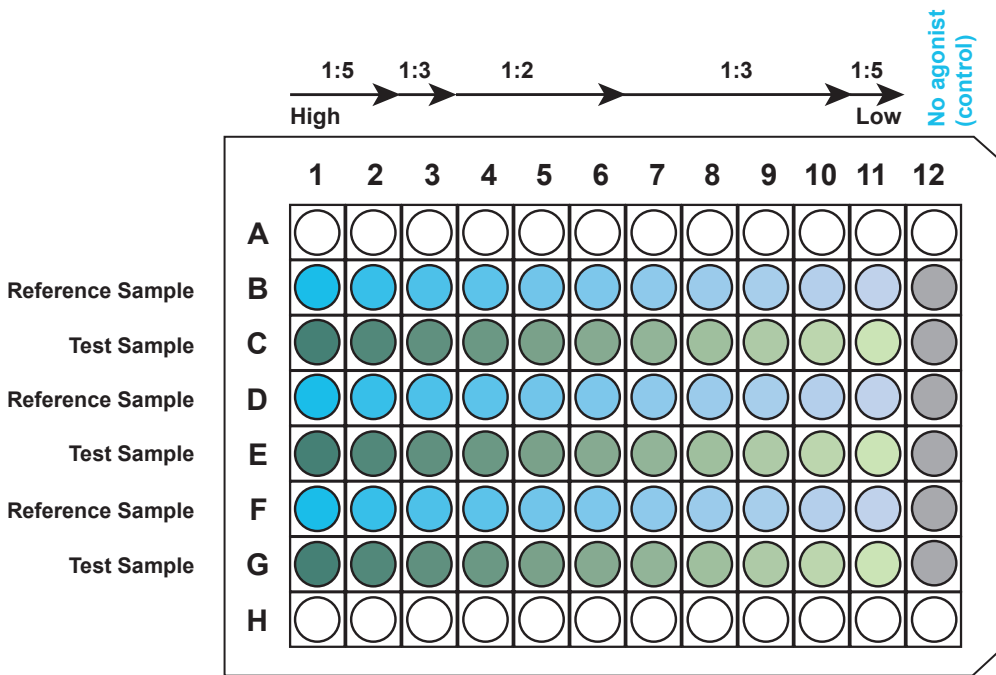 No agonist
(control)
1:5 1:3 1:2 1:3 1:5
High Low
1 2 3 4 5 6 7 8 9 10 11 12
A
Reference Sample B
Test Sample C
Reference Sample D
Test Sample E
Reference Sample F
Test Sample G
H